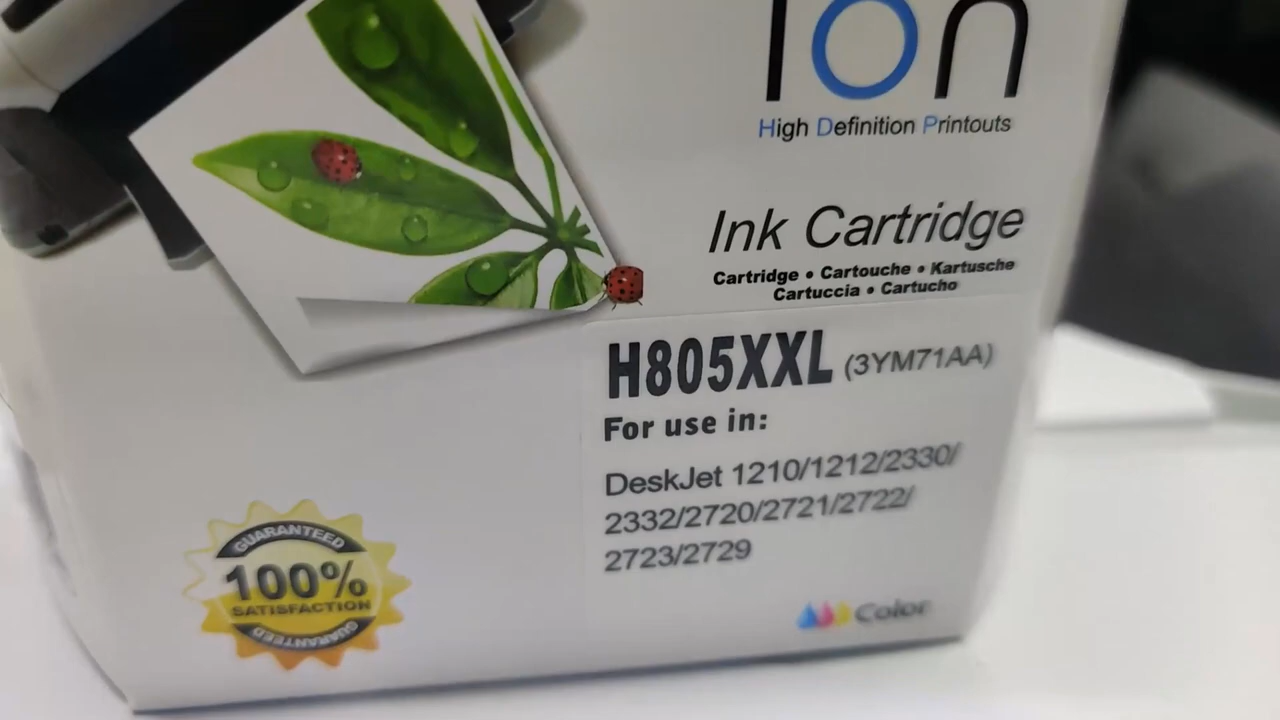 ion
High Definition Printouts
Ink Cartridge
Cartridge • Cartouche • Kartusche
Cartuccia • Cartucho
H805XXL (3YM71AA)
For use in:
DeskJet 1210/1212/2330/
2332/2720/2721/2722/
2723/2729
Color
GUARANTEED
100%
SATISFACTION
GUARANTEED